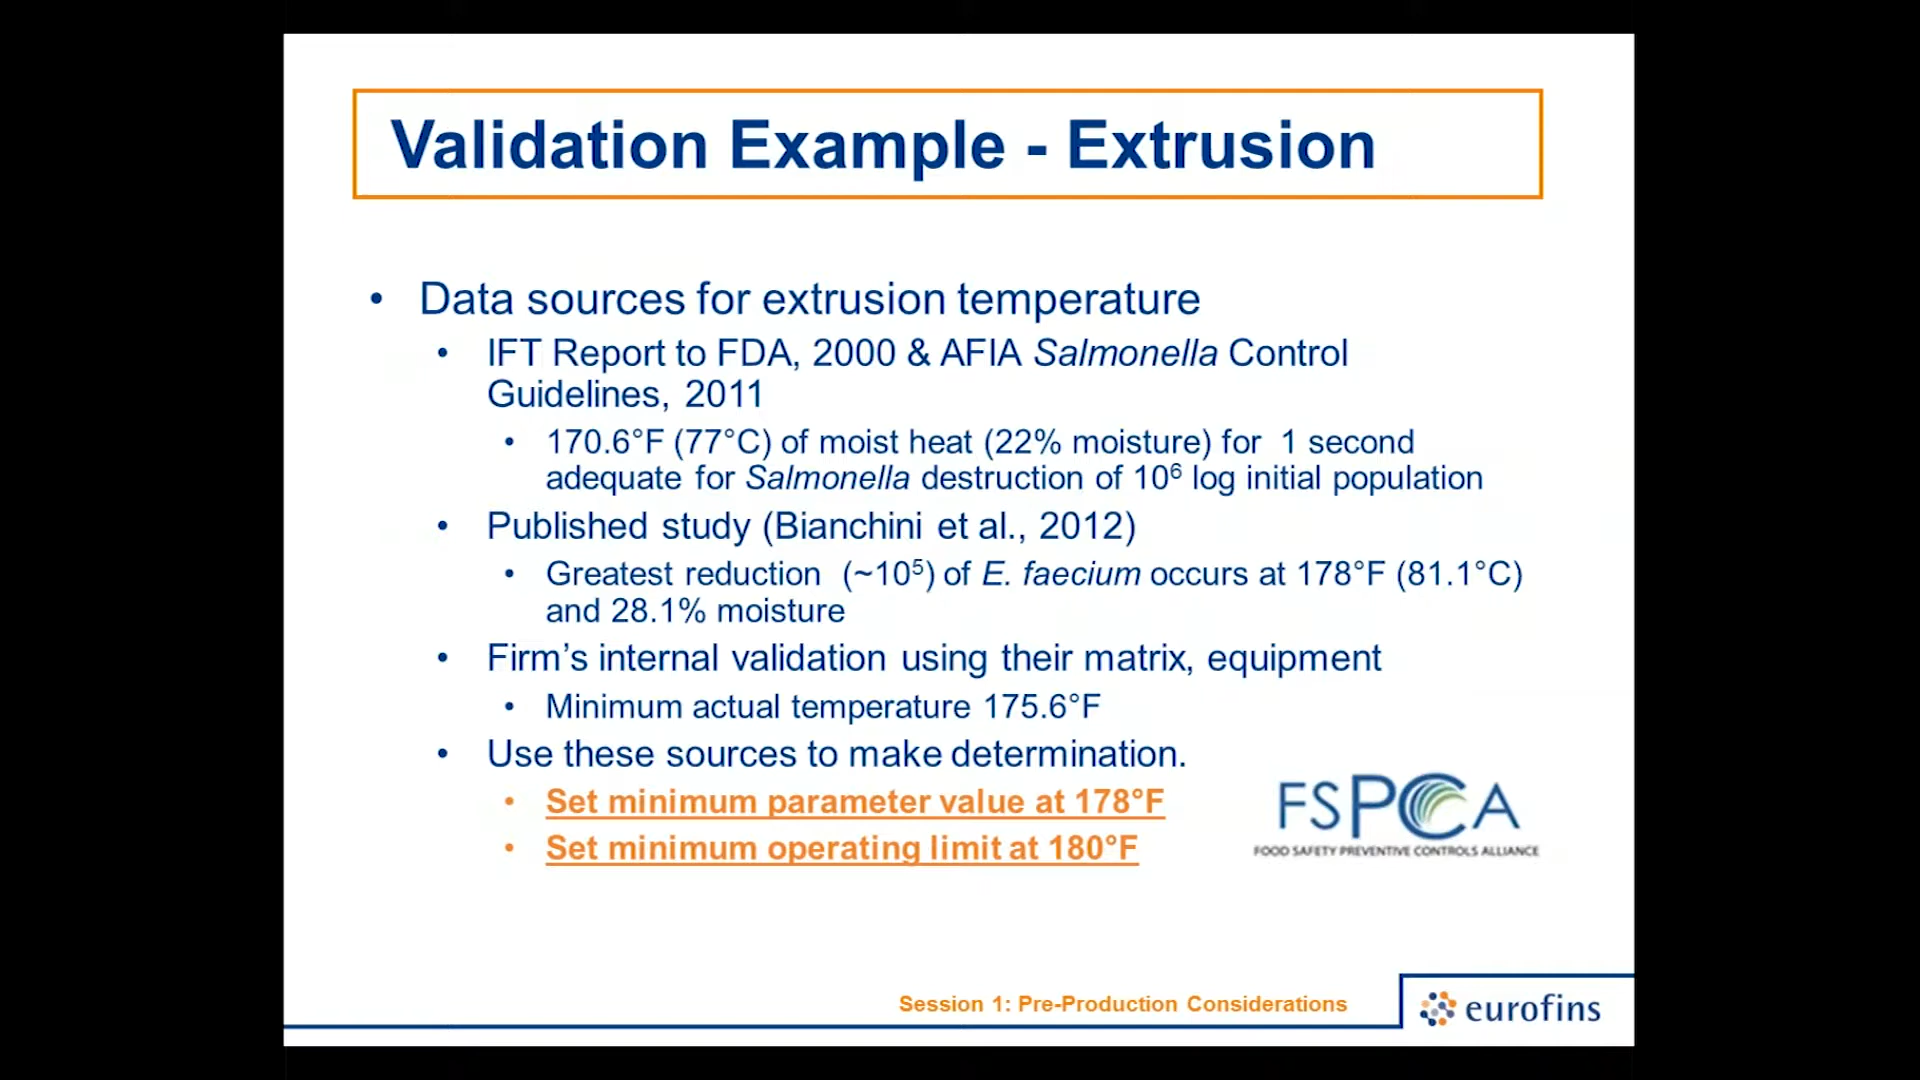 Validation Example - Extrusion
• Data sources for extrusion temperature
• IFT Report to FDA, 2000 & AFIA Salmonella Control
Guidelines, 2011
• 170.6°F (77°C) of moist heat (22% moisture) for 1 second
adequate for Salmonella destruction of 10⁶ log initial population
• Published study (Bianchini et al., 2012)
• Greatest reduction (~10⁵) of E. faecium occurs at 178°F (81.1°C)
and 28.1% moisture
• Firm's internal validation using their matrix, equipment
• Minimum actual temperature 175.6°F
• Use these sources to make determination.
• Set minimum parameter value at 178°F
• Set minimum operating limit at 180°F
FSPCA
FOOD SAFETY PREVENTIVE CONTROLS ALLIANCE
Session 1: Pre-Production Considerations
eurofins